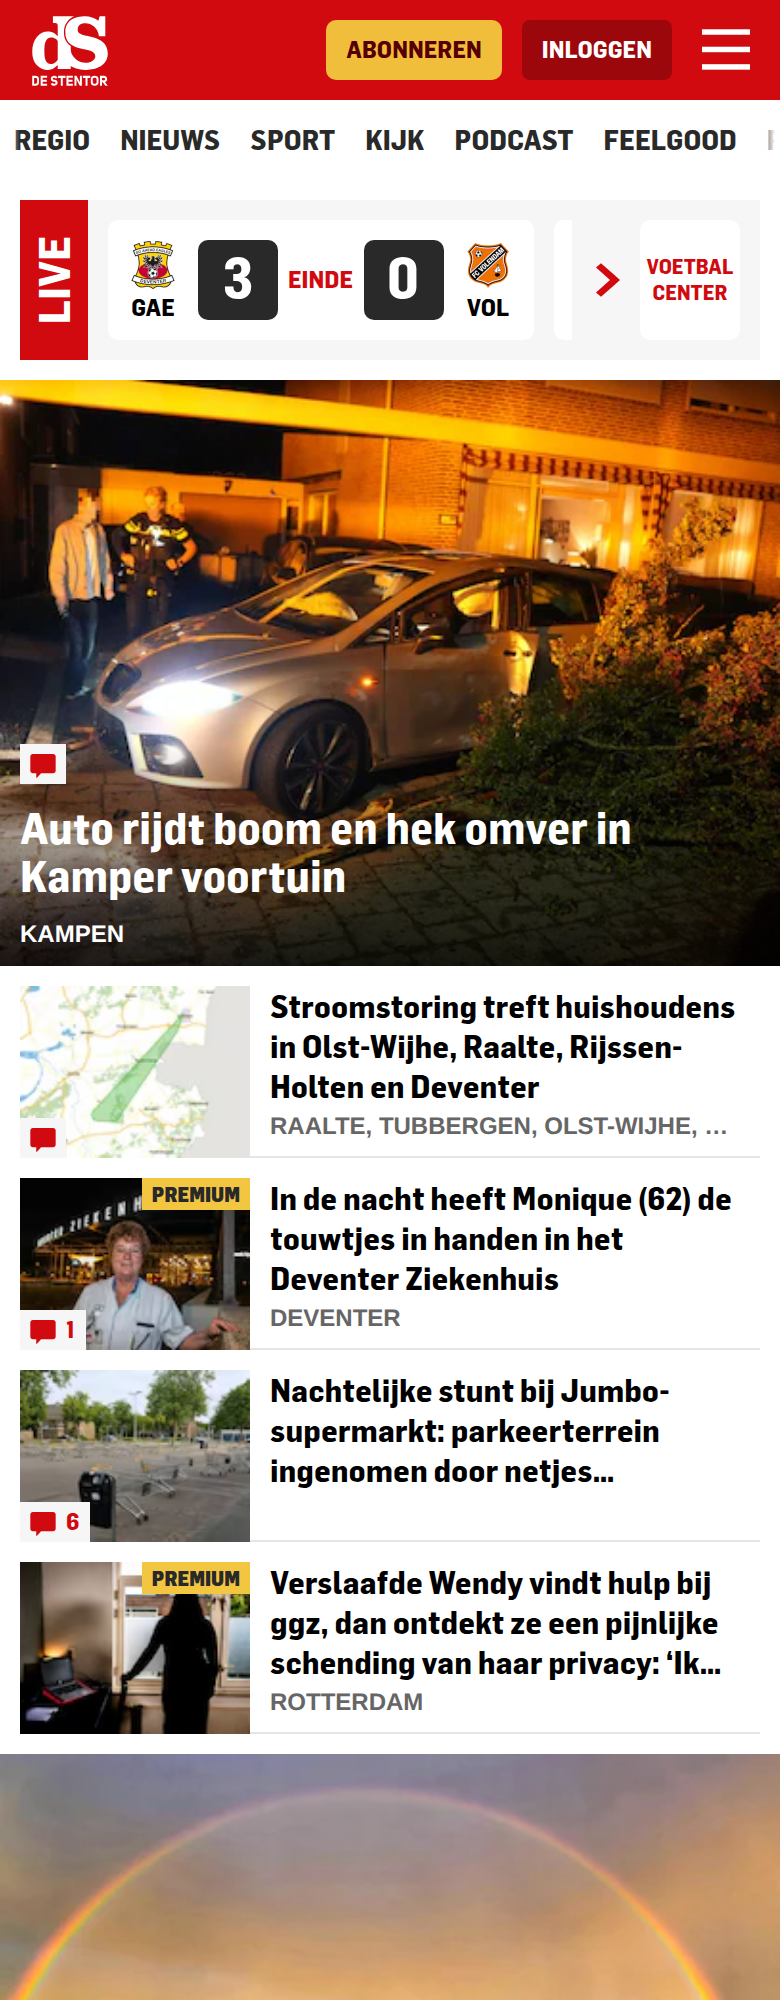 dS
DE STENTOR
ABONNEREN
INLOGGEN
REGIO NIEUWS SPORT KIJK PODCAST FEELGOOD
LIVE
GAE
3
EINDE
0
VOL
VOETBAL
CENTER
Auto rijdt boom en hek omver in
Kamper voortuin
KAMPEN
Stroomstoring treft huishoudens
in Olst-Wijhe, Raalte, Rijssen-
Holten en Deventer
RAALTE, TUBBERGEN, OLST-WIJHE, …
PREMIUM
1
In de nacht heeft Monique (62) de
touwtjes in handen in het
Deventer Ziekenhuis
DEVENTER
6
Nachtelijke stunt bij Jumbo-
supermarkt: parkeerterrein
ingenomen door netjes...
PREMIUM
Verslaafde Wendy vindt hulp bij
ggz, dan ontdekt ze een pijnlijke
schending van haar privacy: ‘Ik...
ROTTERDAM